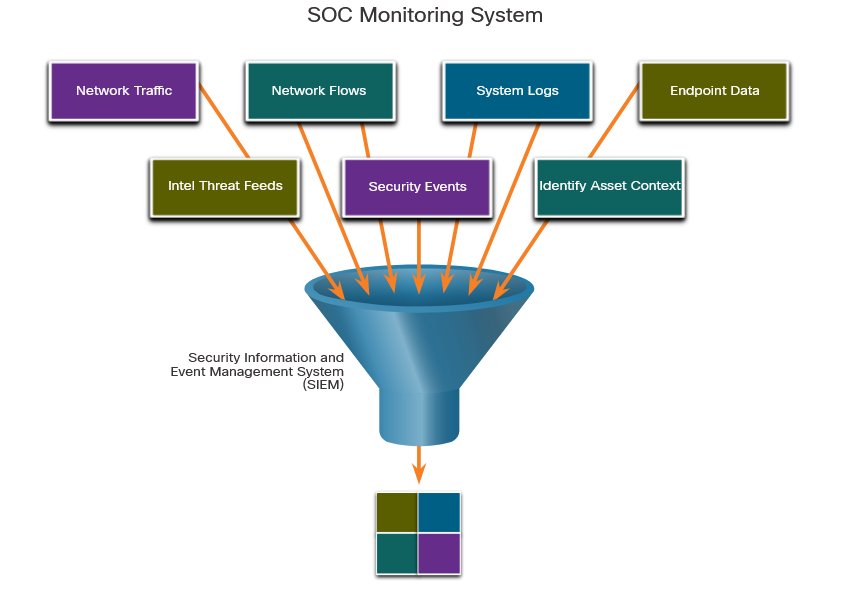 SOC Monitoring System
Network Traffic
Network Flows
System Logs
Endpoint Data
Intel Threat Feeds
Security Events
Identify Asset Context
Security Information and
Event Management System
(SIEM)